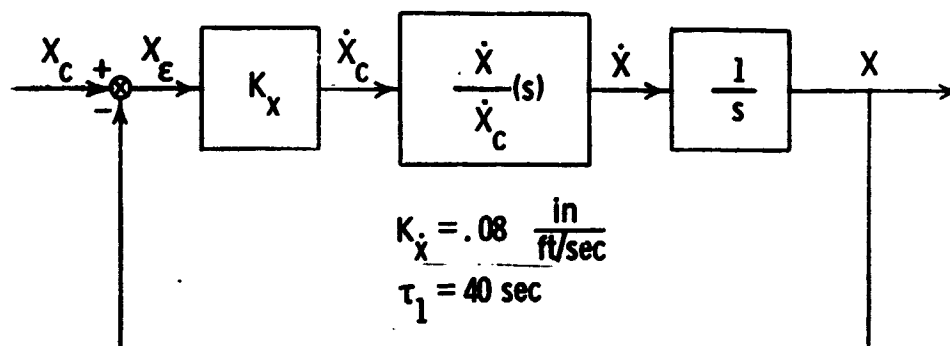 X_c + X_ε K_x Ẋ_c Ẋ/Ẋ_c (s) Ẋ 1/s X
−
K_ẋ = .08 in/ft/sec
τ_1 = 40 sec